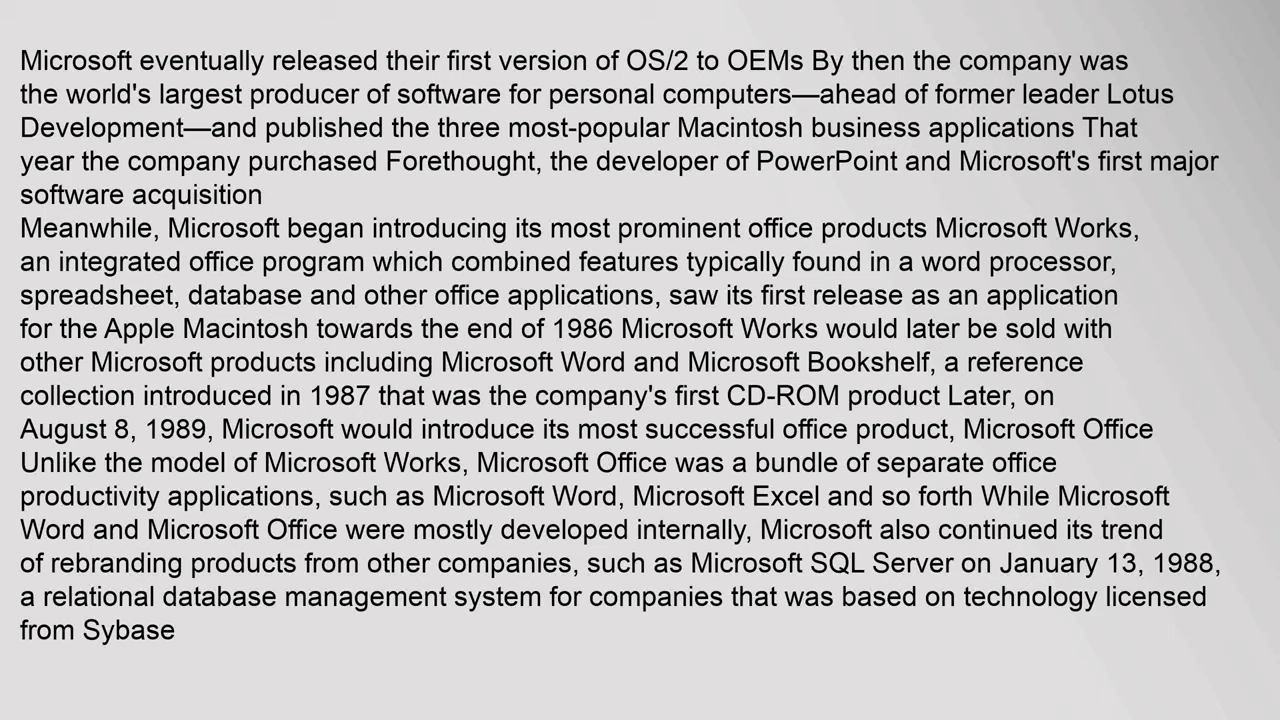 Microsoft eventually released their first version of OS/2 to OEMs By then the company was
the world's largest producer of software for personal computers—ahead of former leader Lotus
Development—and published the three most-popular Macintosh business applications That
year the company purchased Forethought, the developer of PowerPoint and Microsoft's first major
software acquisition
Meanwhile, Microsoft began introducing its most prominent office products Microsoft Works,
an integrated office program which combined features typically found in a word processor,
spreadsheet, database and other office applications, saw its first release as an application
for the Apple Macintosh towards the end of 1986 Microsoft Works would later be sold with
other Microsoft products including Microsoft Word and Microsoft Bookshelf, a reference
collection introduced in 1987 that was the company's first CD-ROM product Later, on
August 8, 1989, Microsoft would introduce its most successful office product, Microsoft Office
Unlike the model of Microsoft Works, Microsoft Office was a bundle of separate office
productivity applications, such as Microsoft Word, Microsoft Excel and so forth While Microsoft
Word and Microsoft Office were mostly developed internally, Microsoft also continued its trend
of rebranding products from other companies, such as Microsoft SQL Server on January 13, 1988,
a relational database management system for companies that was based on technology licensed
from Sybase